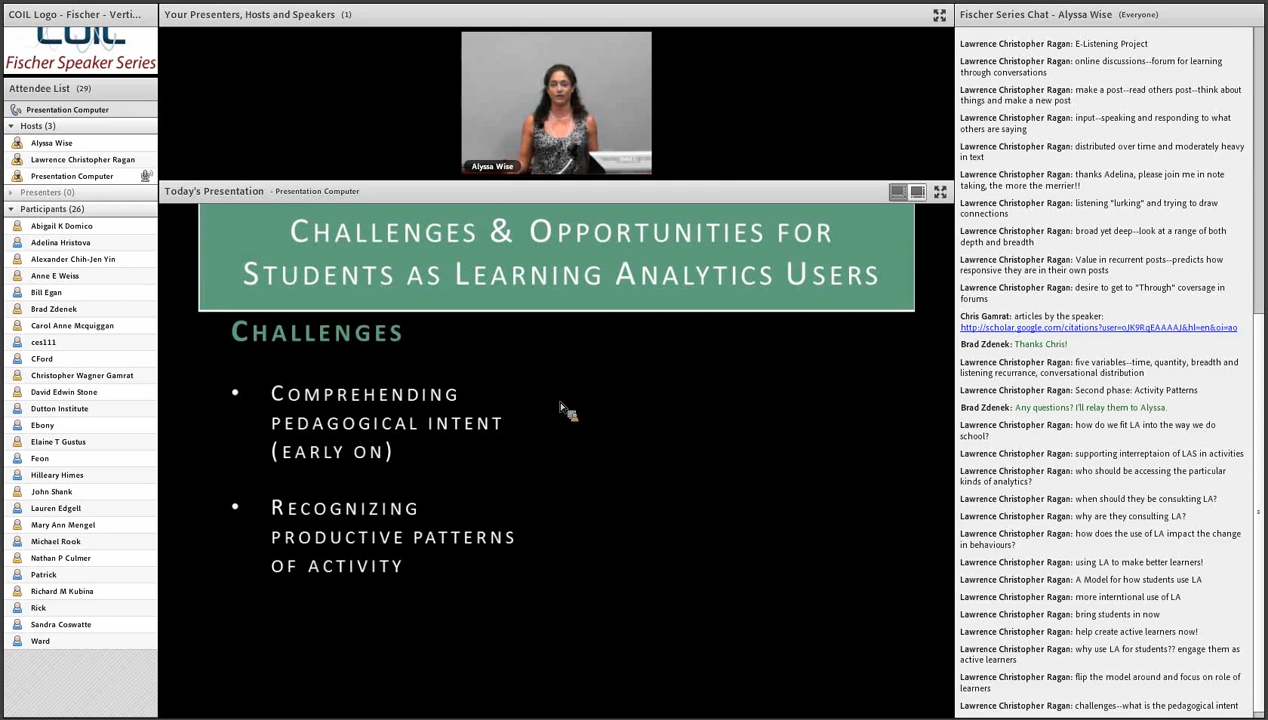 COIL Logo - Fischer - Verti...
COIL
Fischer Speaker Series
Attendee List (29)
Presentation Computer
Hosts (3)
Alyssa Wise
Lawrence Christopher Ragan
Presentation Computer
Presenters (0)
Participants (26)
Abigail K Domico
Adelina Hristova
Alexander Chih-Jen Yin
Anne E Weiss
Bill Egan
Brad Zdenek
Carol Anne Mcquiggan
ces111
CFord
Christopher Wagner Gamrat
David Edwin Stone
Dutton Institute
Ebony
Elaine T Gustus
Feon
Hilleary Himes
John Shank
Lauren Edgell
Mary Ann Mengel
Michael Rook
Nathan P Culmer
Patrick
Richard M Kubina
Rick
Sandra Coswatte
Ward
Your Presenters, Hosts and Speakers (1)
Alyssa Wise
Today's Presentation - Presentation Computer
CHALLENGES & OPPORTUNITIES FOR
STUDENTS AS LEARNING ANALYTICS USERS
CHALLENGES
• COMPREHENDING
PEDAGOGICAL INTENT
(EARLY ON)
• RECOGNIZING
PRODUCTIVE PATTERNS
OF ACTIVITY
Fischer Series Chat - Alyssa Wise (Everyone)
Lawrence Christopher Ragan: E-Listening Project
Lawrence Christopher Ragan: online discussions--forum for learning
through conversations
Lawrence Christopher Ragan: make a post--read others post--think about
things and make a new post
Lawrence Christopher Ragan: input--speaking and responding to what
others are saying
Lawrence Christopher Ragan: distributed over time and moderately heavy
in text
Lawrence Christopher Ragan: thanks Adelina, please join me in note
taking, the more the merrier!!
Lawrence Christopher Ragan: listening "lurking" and trying to draw
connections
Lawrence Christopher Ragan: broad yet deep--look at a range of both
depth and breadth
Lawrence Christopher Ragan: Value in recurrent posts--predicts how
responsive they are in their own posts
Lawrence Christopher Ragan: desire to get to "Through" coversage in
forums
Chris Gamrat: articles by the speaker:
http://scholar.google.com/citations?user=oJK9RqEAAAAJ&hl=en&oi=ao
Brad Zdenek: Thanks Chris!
Lawrence Christopher Ragan: five variables--time, quantity, breadth and
listening recurrance, conversational distribution
Lawrence Christopher Ragan: Second phase: Activity Patterns
Brad Zdenek: Any questions? I'll relay them to Alyssa.
Lawrence Christopher Ragan: how do we fit LA into the way we do
school?
Lawrence Christopher Ragan: supporting interreptaion of LAS in activities
Lawrence Christopher Ragan: who should be accessing the particular
kinds of analytics?
Lawrence Christopher Ragan: when should they be consukting LA?
Lawrence Christopher Ragan: why are they consulting LA?
Lawrence Christopher Ragan: how does the use of LA impact the change
in behaviours?
Lawrence Christopher Ragan: using LA to make better learners!
Lawrence Christopher Ragan: A Model for how students use LA
Lawrence Christopher Ragan: more interntional use of LA
Lawrence Christopher Ragan: bring students in now
Lawrence Christopher Ragan: help create active learners now!
Lawrence Christopher Ragan: why use LA for students?? engage them as
active learners
Lawrence Christopher Ragan: flip the model around and focus on role of
learners
Lawrence Christopher Ragan: challenges--what is the pedagogical intent